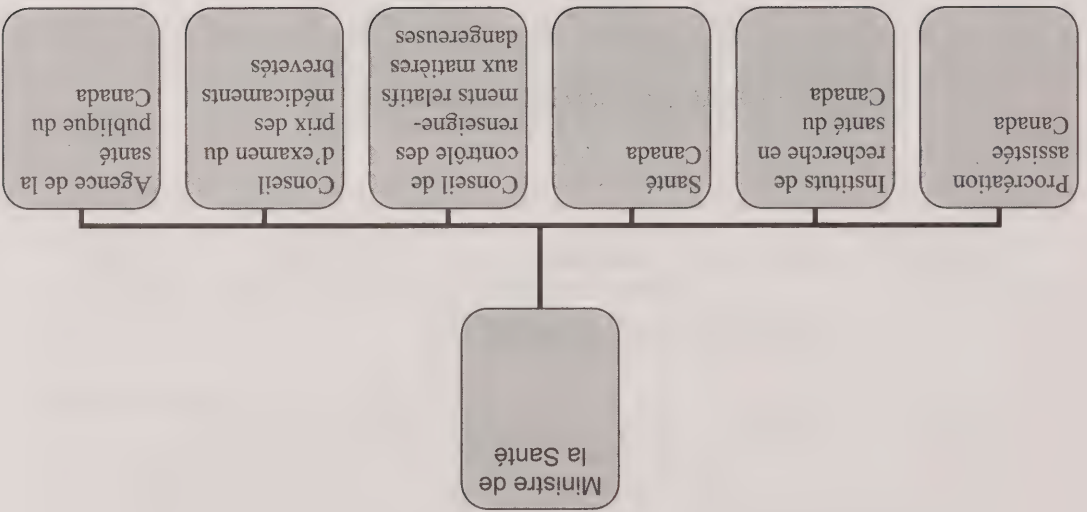 Ministre de
la Santé
Procréation
assistée
Canada
Instituts de
recherche en
santé du
Canada
Santé
Canada
Conseil de
contrôle des
renseigne-
ments relatifs
aux matières
dangereuses
Conseil
d'examen du
prix des
médicaments
brevetés
Agence de la
santé
publique du
Canada